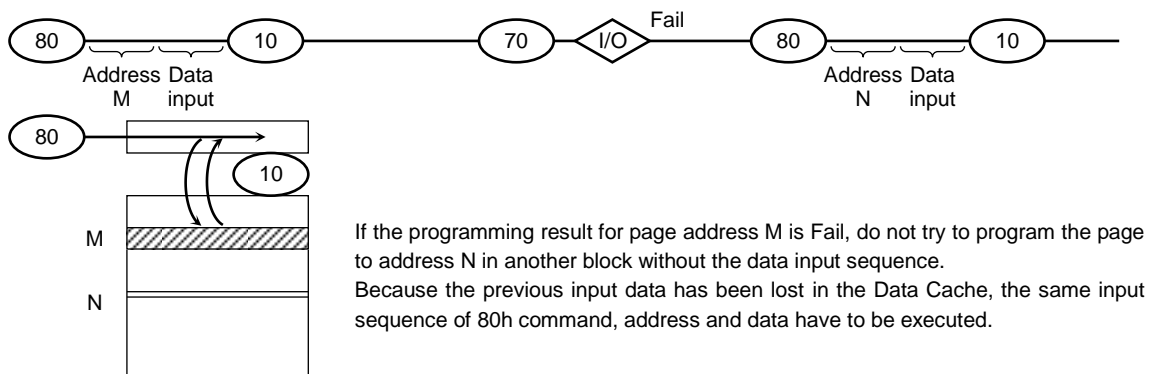 Fail
80 10 70 I/O 80 10
Address Data Address Data
M input N input
80
10
M
N
If the programming result for page address M is Fail, do not try to program the page
to address N in another block without the data input sequence.
Because the previous input data has been lost in the Data Cache, the same input
sequence of 80h command, address and data have to be executed.